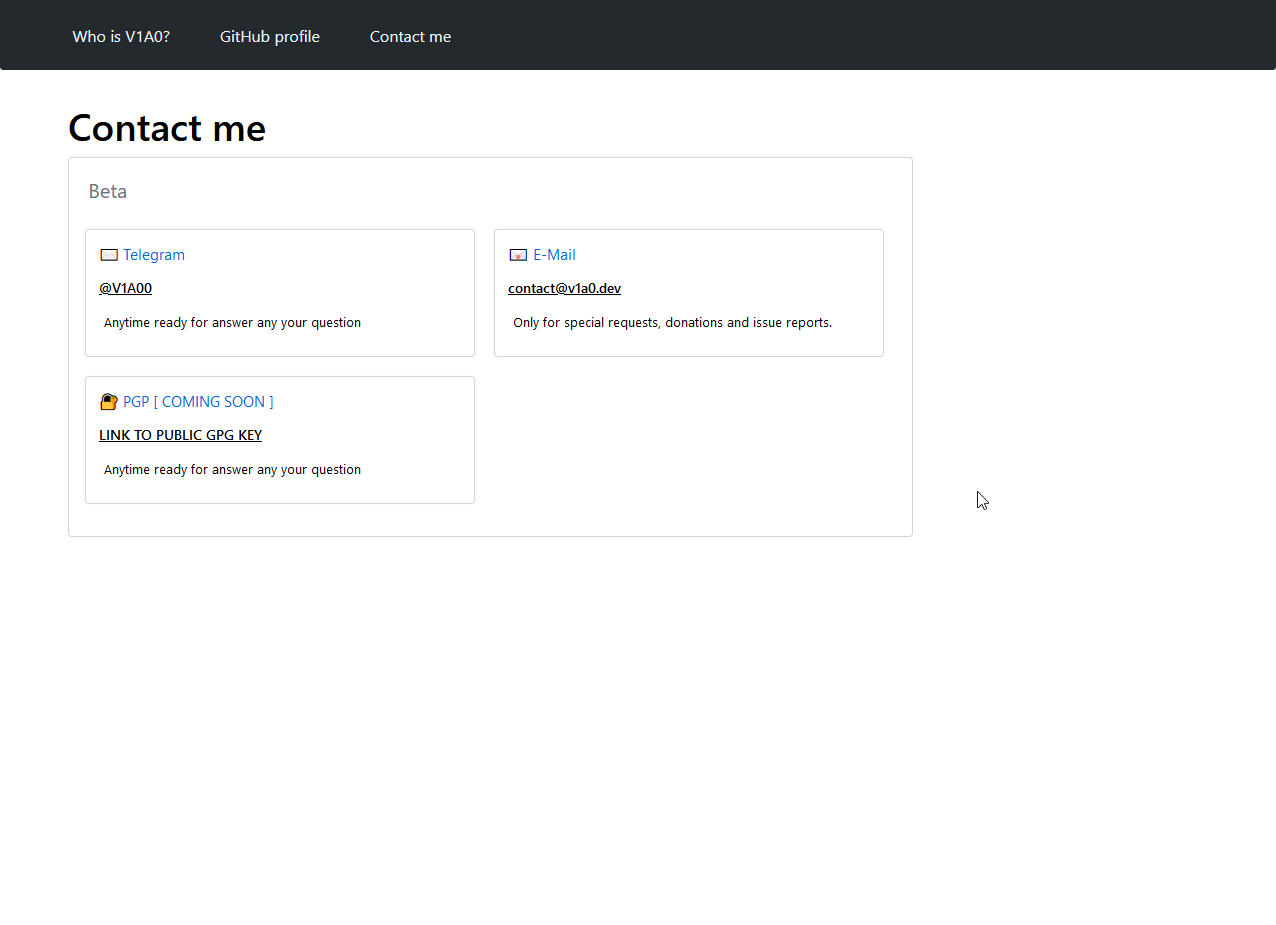 Who is V1A0? GitHub profile Contact me
Contact me
Beta
Telegram
@V1A00
Anytime ready for answer any your question
E-Mail
contact@v1a0.dev
Only for special requests, donations and issue reports.
PGP [ COMING SOON ]
LINK TO PUBLIC GPG KEY
Anytime ready for answer any your question